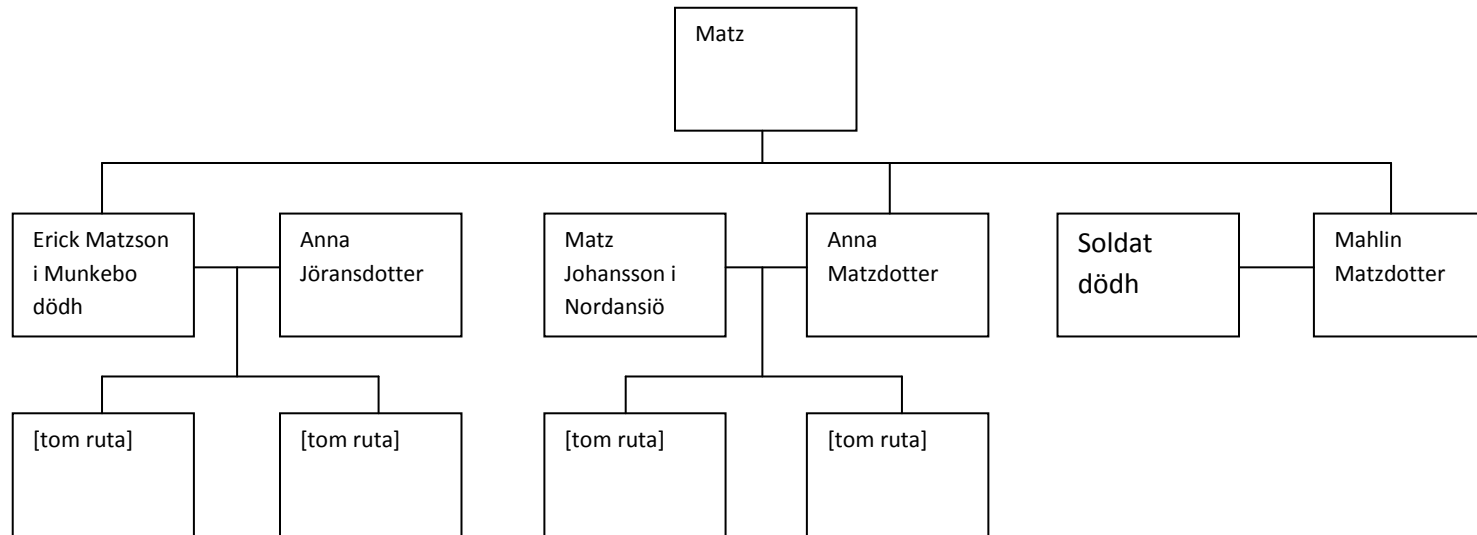 Matz
Erick Matzson
i Munkebo
dödh
Anna
Jöransdotter
Matz
Johansson i
Nordansiö
Anna
Matzdotter
Soldat
dödh
Mahlin
Matzdotter
[tom ruta]
[tom ruta]
[tom ruta]
[tom ruta]